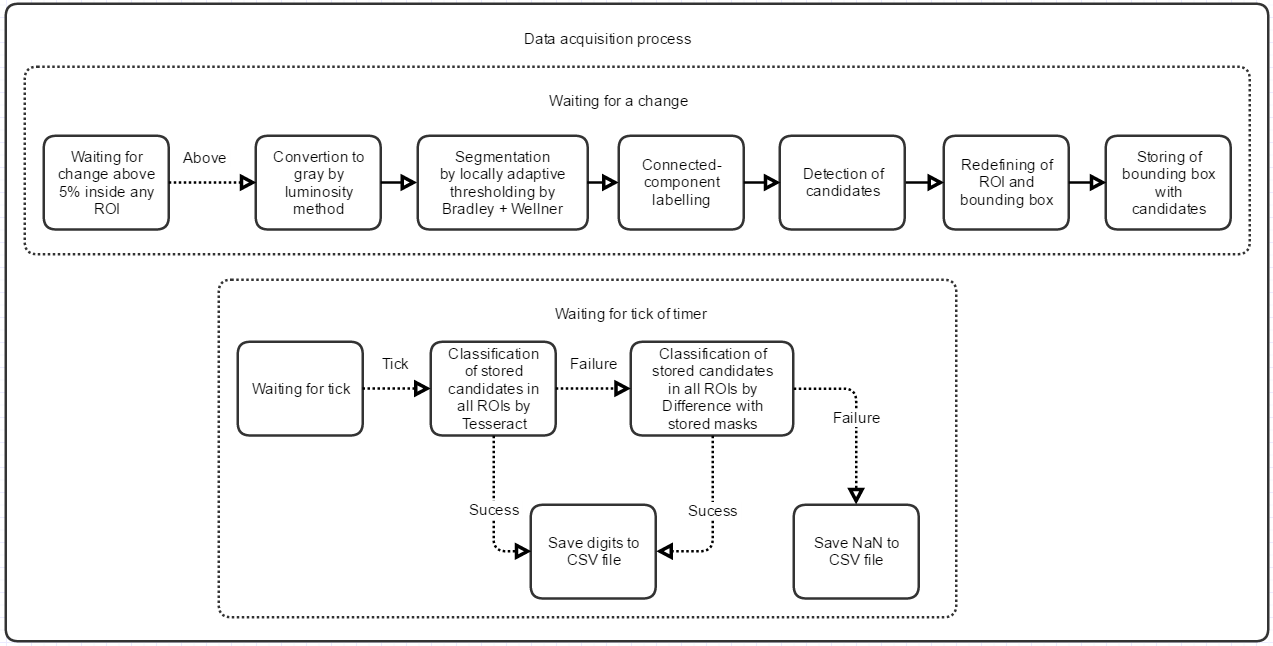 Data acquisition process
Waiting for a change
Waiting for
change above
5% inside any
ROI
Above
Convertion to
gray by
luminosity
method
Segmentation
by locally adaptive
thresholding by
Bradley + Wellner
Connected-
component
labelling
Detection of
candidates
Redefining of
ROI and
bounding box
Storing of
bounding box
with
candidates
Waiting for tick of timer
Waiting for tick
Tick
Classification
of stored
candidates in
all ROIs by
Tesseract
Failure
Classification of
stored candidates
in all ROIs by
Difference with
stored masks
Failure
Sucess
Sucess
Save digits to
CSV file
Save NaN to
CSV file